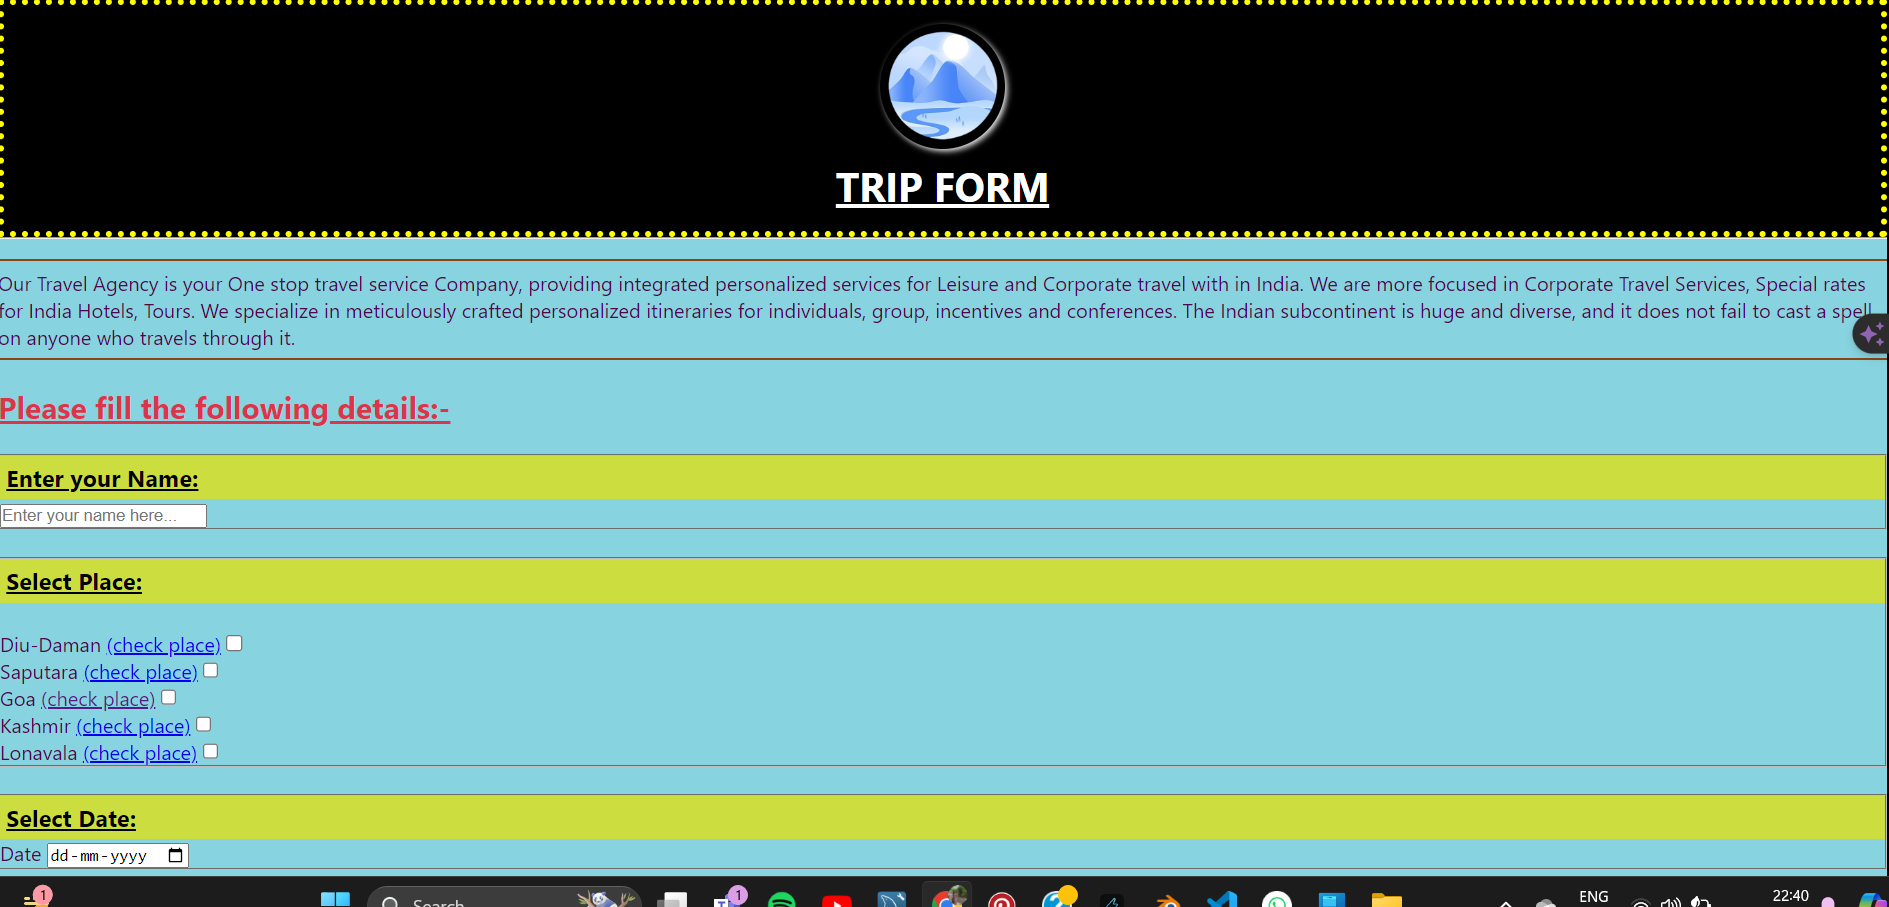 TRIP FORM
Our Travel Agency is your One stop travel service Company, providing integrated personalized services for Leisure and Corporate travel with in India. We are more focused in Corporate Travel Services, Special rates
for India Hotels, Tours. We specialize in meticulously crafted personalized itineraries for individuals, group, incentives and conferences. The Indian subcontinent is huge and diverse, and it does not fail to cast a spell
on anyone who travels through it.
Please fill the following details:-
Enter your Name:
Enter your name here...
Select Place:
Diu-Daman (check place)
Saputara (check place)
Goa (check place)
Kashmir (check place)
Lonavala (check place)
Select Date:
Date dd-mm-yyyy
1
Search
1
ENG
22:40